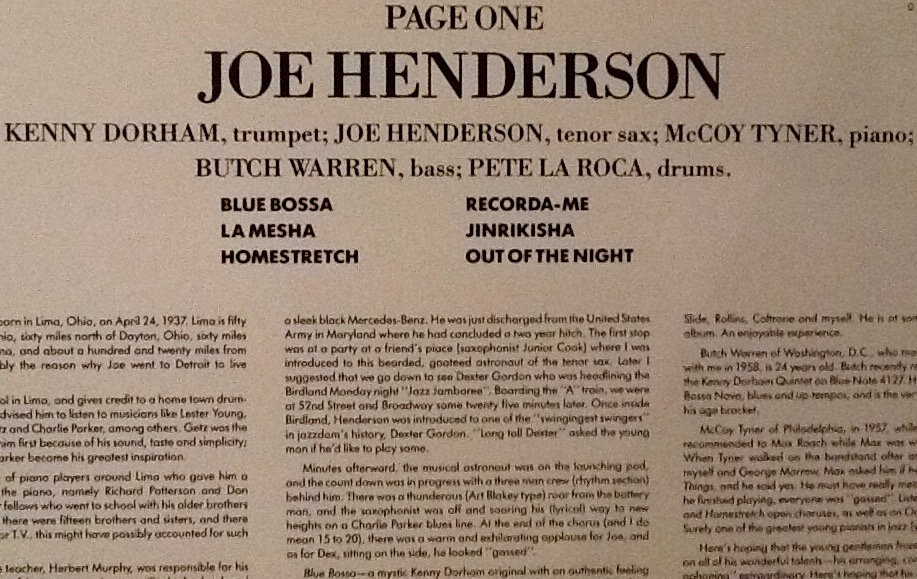 PAGE ONE
JOE HENDERSON
KENNY DORHAM, trumpet; JOE HENDERSON, tenor sax; McCOY TYNER, piano;
BUTCH WARREN, bass; PETE LA ROCA, drums.
BLUE BOSSA
LA MESHA
HOMESTRETCH
RECORDA-ME
JINRIKISHA
OUT OF THE NIGHT
born in Lima, Ohio, on April 24, 1937. Lima is fifty
sixty miles north of Dayton, Ohio, sixty miles
and about a hundred and twenty miles from
the reason why Joe went to Detroit to live
in Lima, and gives credit to a home town drum-
him to listen to musicians like Lester Young,
and Charlie Parker, among others. Getz was the
him first because of his sound, taste and simplicity;
become his greatest inspiration.
of piano players around Lima who gave him a
the piano, namely Richard Patterson and Don
fellows who went to school with his older brothers
there were fifteen brothers and sisters, and there
or T.V., this might have possibly accounted for such
teacher, Herbert Murphy, was responsible for his
a sleek black Mercedes-Benz. He was just discharged from the United States
Army in Maryland where he had concluded a two year hitch. The first stop
was at a party at a friend's place (saxophonist Junior Cook) where I was
introduced to this bearded, goateed astronaut of the tenor sax. Later I
suggested that we go down to see Dexter Gordon who was headlining the
Birdland Monday night "Jazz Jamboree". Boarding the "A" train, we were
at 52nd Street and Broadway some twenty five minutes later. Once inside
Birdland, Henderson was introduced to one of the "swingingest swingers"
in jazzdom's history, Dexter Gordon. "Long tall Dexter" asked the young
man if he'd like to play some.
Minutes afterward, the musical astronaut was on the launching pad,
and the count down was in progress with a three man crew (rhythm section)
behind him. There was a thunderous (Art Blakey type) roar from the battery
man, and the saxophonist was off and soaring his (lyrical) way to new
heights on a Charlie Parker blues line. At the end of the chorus (and I do
mean 15 to 20), there was a warm and exhilarating applause for Joe, and
as for Dex, sitting on the side, he looked "gassed".
Blue Bossa—a mystic Kenny Dorham original with an authentic feeling
Slide, Rollins, Coltrane and myself. He is at
album. An enjoyable experience.
Butch Warren of Washington, D.C., who
with me in 1958, is 24 years old. Butch recently
the Kenny Dorham Quintet on Blue Note 4127.
Bossa Nova, blues and up-tempos, and is the
his age bracket.
McCoy Tyner of Philadelphia, in 1957, while
recommended to Max Roach while Max was
When Tyner walked on the bandstand after
myself and George Morrow, Max asked him if
Things, and he said yes. He must have really
he finished playing, everyone was "gassed".
and Homestretch open choruses, as well as on
Surely one of the greatest young pianists in jazz
Here's hoping that the young gentleman from
on all of his wonderful talents—his arranging,
extraordinary. Here's hoping that